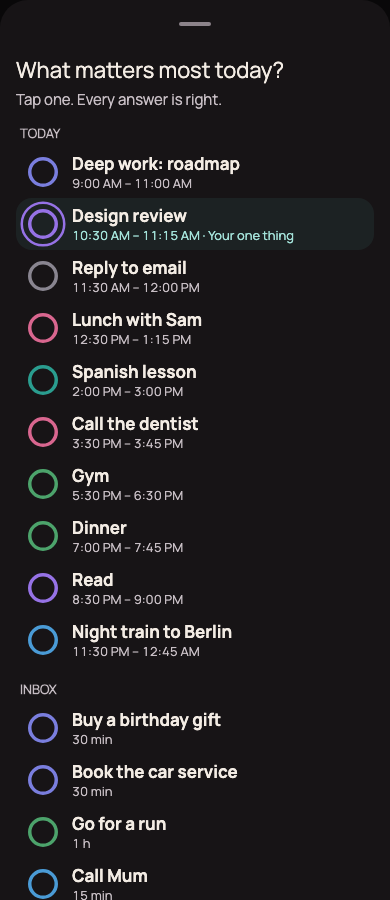 What matters most today?
Tap one. Every answer is right.
TODAY
Deep work: roadmap
9:00 AM – 11:00 AM
Design review
10:30 AM – 11:15 AM · Your one thing
Reply to email
11:30 AM – 12:00 PM
Lunch with Sam
12:30 PM – 1:15 PM
Spanish lesson
2:00 PM – 3:00 PM
Call the dentist
3:30 PM – 3:45 PM
Gym
5:30 PM – 6:30 PM
Dinner
7:00 PM – 7:45 PM
Read
8:30 PM – 9:00 PM
Night train to Berlin
11:30 PM – 12:45 AM
INBOX
Buy a birthday gift
30 min
Book the car service
30 min
Go for a run
1 h
Call Mum
15 min